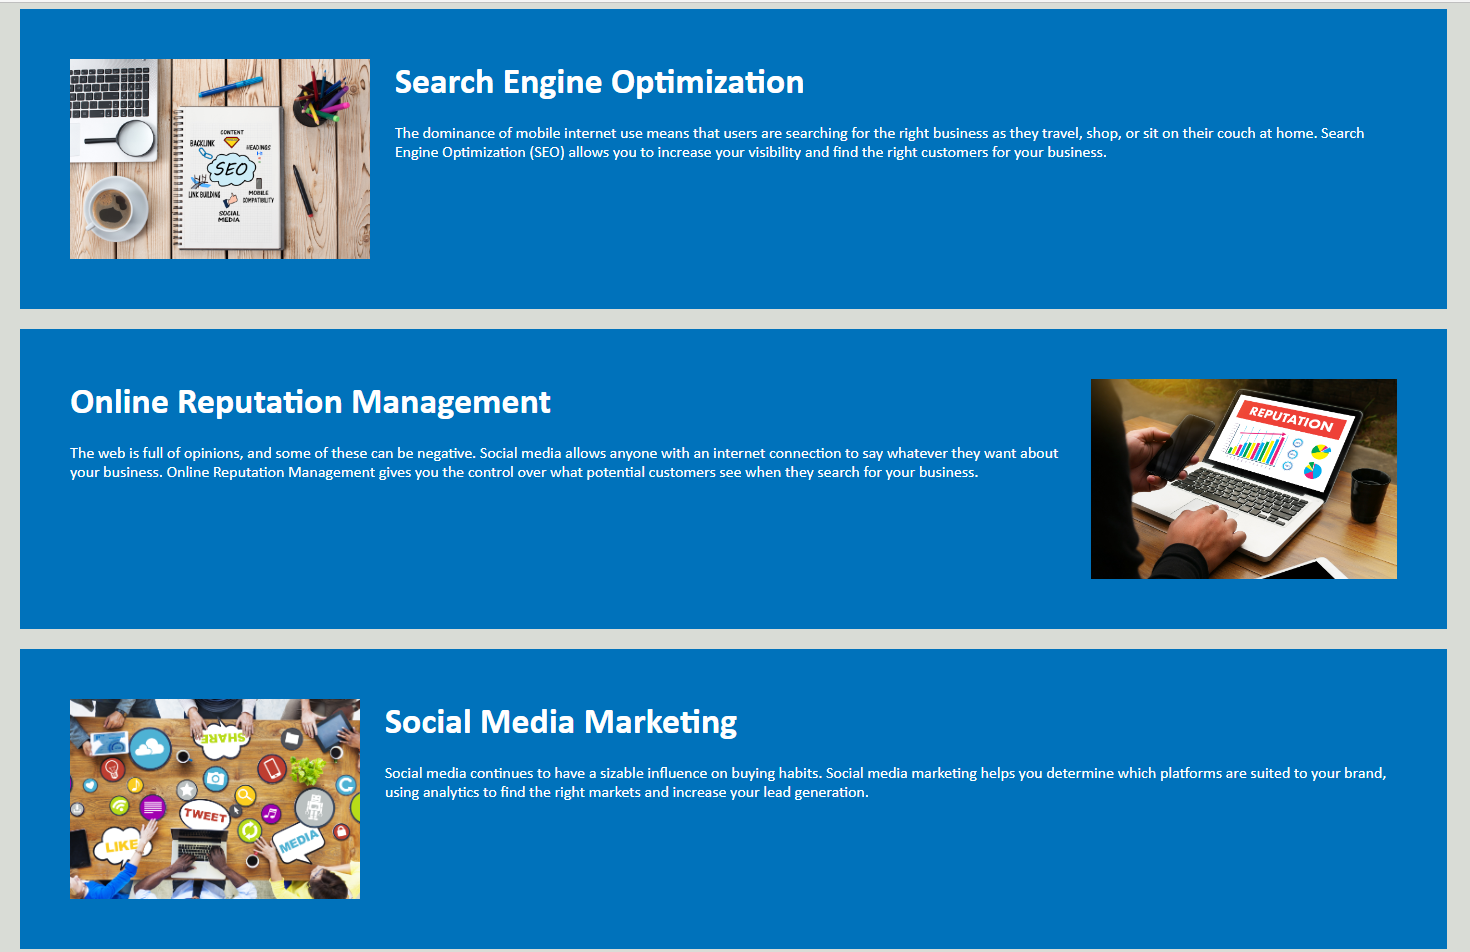 Search Engine Optimization
The dominance of mobile internet use means that users are searching for the right business as they travel, shop, or sit on their couch at home. Search
Engine Optimization (SEO) allows you to increase your visibility and find the right customers for your business.
CONTENT
BACKLINK
HEADINGS
SEO
LINK BUILDING
MOBILE
COMPATIBILITY
SOCIAL
MEDIA
Online Reputation Management
The web is full of opinions, and some of these can be negative. Social media allows anyone with an internet connection to say whatever they want about
your business. Online Reputation Management gives you the control over what potential customers see when they search for your business.
REPUTATION
Social Media Marketing
Social media continues to have a sizable influence on buying habits. Social media marketing helps you determine which platforms are suited to your brand,
using analytics to find the right markets and increase your lead generation.
SHARE
TWEET
LIKE
MEDIA